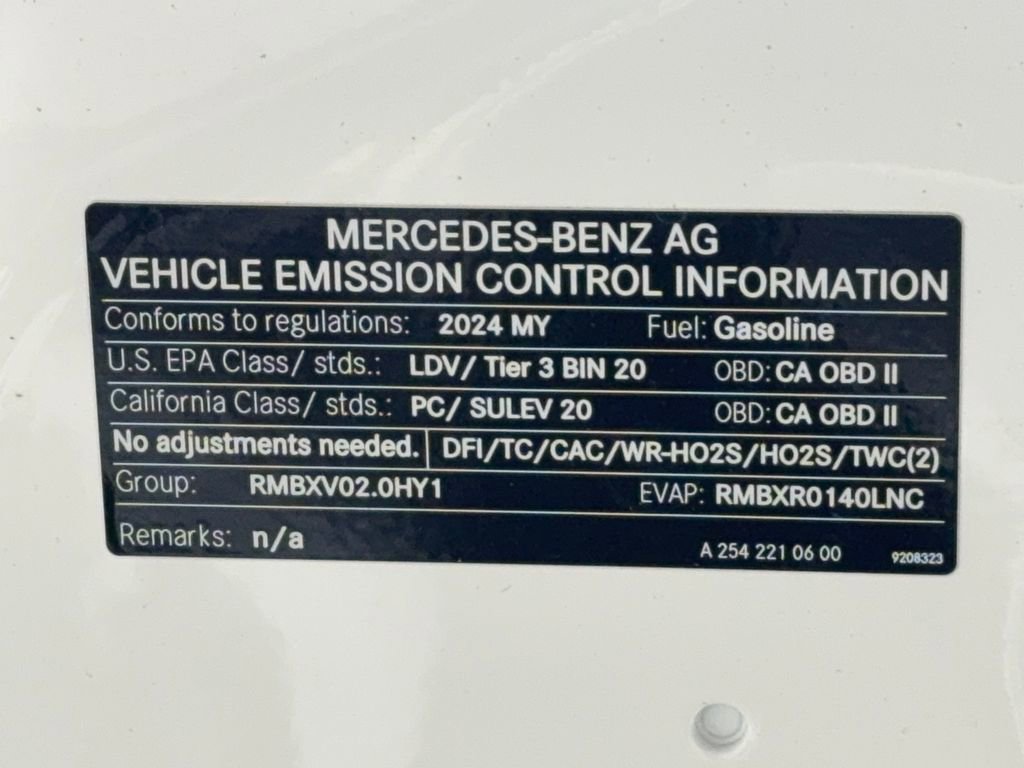 MERCEDES-BENZ AG
VEHICLE EMISSION CONTROL INFORMATION
Conforms to regulations: 2024 MY Fuel: Gasoline
U.S. EPA Class/ stds.: LDV/ Tier 3 BIN 20 OBD: CA OBD II
California Class/ stds.: PC/ SULEV 20 OBD: CA OBD II
No adjustments needed. DFI/TC/CAC/WR-HO2S/HO2S/TWC(2)
Group: RMBXV02.0HY1 EVAP: RMBXR0140LNC
Remarks: n/a A 254 221 06 00 9208323